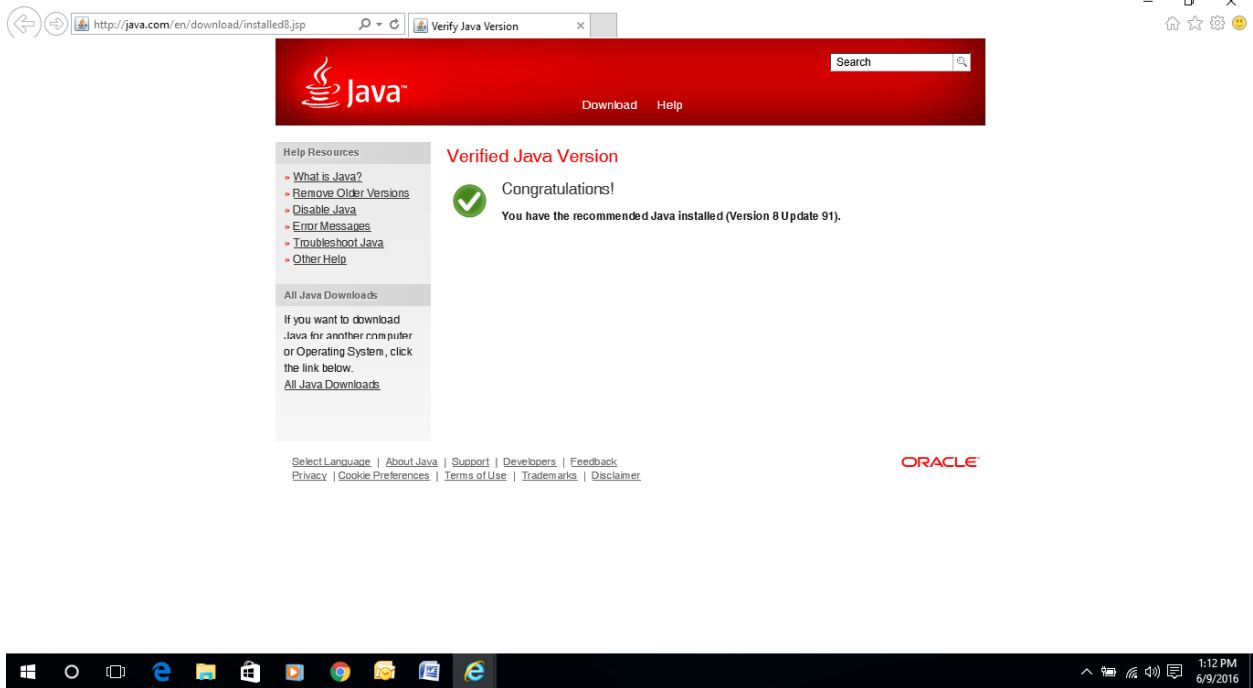 http://java.com/en/download/installed8.jsp
Verify Java Version
Java™
Search
Download Help
Help Resources
» What is Java?
» Remove Older Versions
» Disable Java
» Error Messages
» Troubleshoot Java
» Other Help
All Java Downloads
If you want to download
Java for another computer
or Operating System, click
the link below.
All Java Downloads
Verified Java Version
Congratulations!
You have the recommended Java installed (Version 8 Update 91).
Select Language | About Java | Support | Developers | Feedback
Privacy | Cookie Preferences | Terms of Use | Trademarks | Disclaimer
ORACLE
1:12 PM
6/9/2016